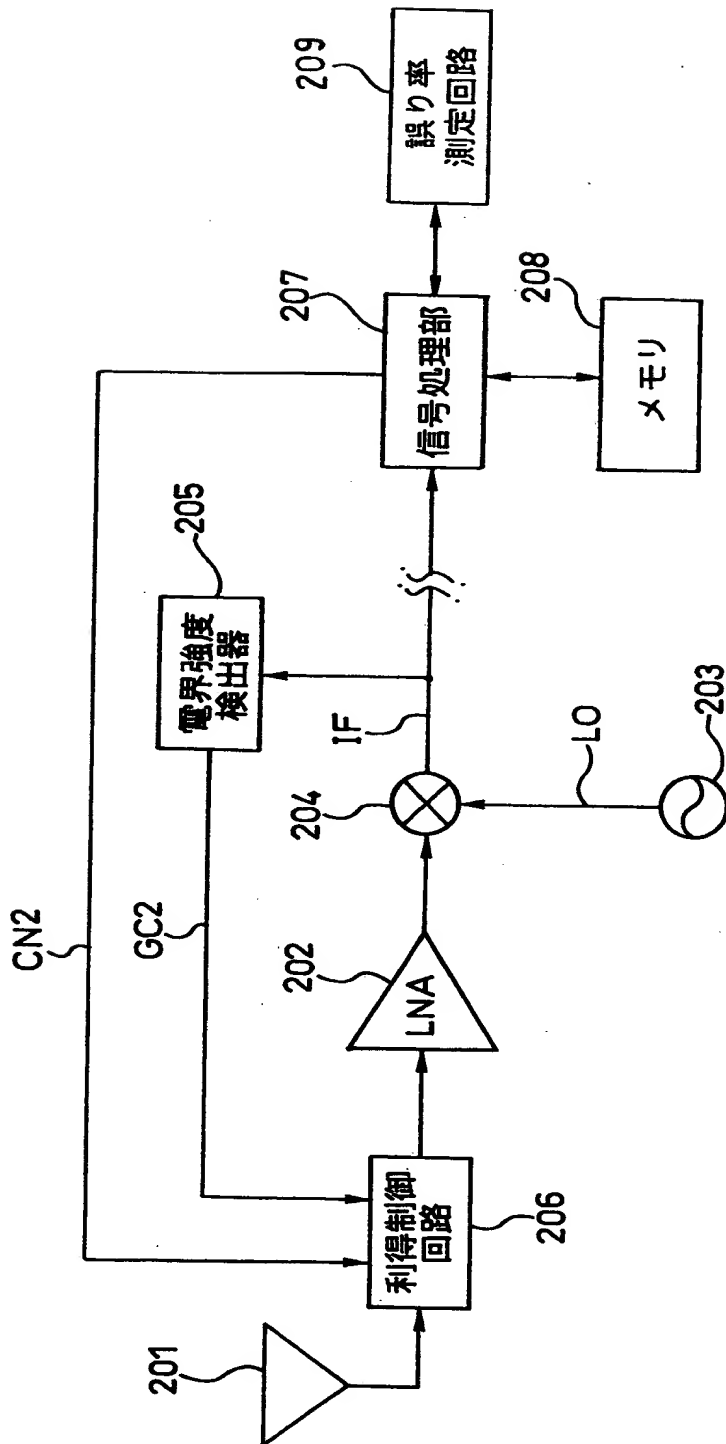 CN2
GC2
205
電界強度
検出器
201
利得制御
回路
206
202
LNA
204
IF
LO
203
207
信号処理部
208
メモリ
209
誤り率
測定回路